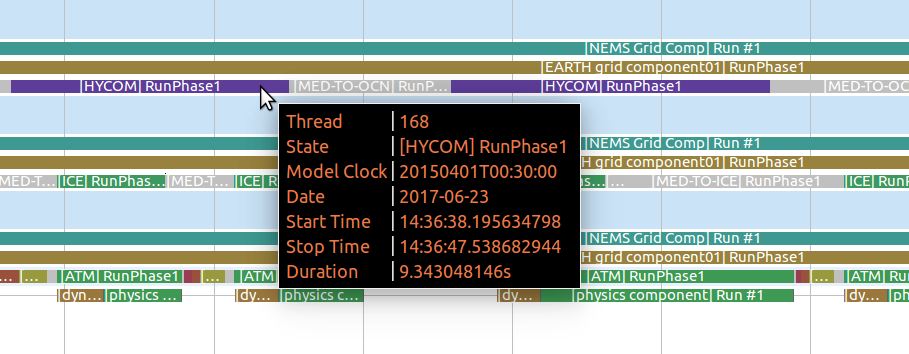 |NEMS Grid Comp| Run #1
|EARTH grid component01| RunPhase1
|HYCOM| RunPhase1 |MED-TO-OCN| RunP... |HYCOM| RunPhase1 |MED-TO-OC
Thread | 168
State | [HYCOM] RunPhase1
Model Clock | 20150401T00:30:00
Date | 2017-06-23
Start Time | 14:36:38.195634798
Stop Time | 14:36:47.538682944
Duration | 9.343048146s
|NEMS Grid Comp| Run #1
H grid component01| RunPhase1
MED-T... |ICE| RunPhas... |MED-T... |ICE| R s... |... |MED-TO-ICE| RunPhase1 |ICE| RunP
|NEMS Grid Comp| Run #1
H grid component01| RunPhase1
... |... |ATM| RunPhase1 |... |ATM |ATM| RunPhase1 |... |ATM| Ru
|dyn... |physics ... |dy... |physics c... |dy... |physics component| Run #1 |dy... |ph